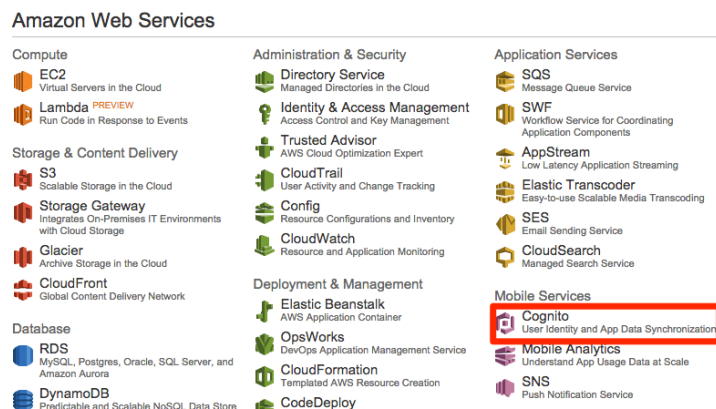 Amazon Web Services
Compute
EC2
Virtual Servers in the Cloud
Lambda PREVIEW
Run Code in Response to Events
Storage & Content Delivery
S3
Scalable Storage in the Cloud
Storage Gateway
Integrates On-Premises IT Environments
with Cloud Storage
Glacier
Archive Storage in the Cloud
CloudFront
Global Content Delivery Network
Database
RDS
MySQL, Postgres, Oracle, SQL Server, and
Amazon Aurora
DynamoDB
Predictable and Scalable NoSQL Data Store
Administration & Security
Directory Service
Managed Directories in the Cloud
Identity & Access Management
Access Control and Key Management
Trusted Advisor
AWS Cloud Optimization Expert
CloudTrail
User Activity and Change Tracking
Config
Resource Configurations and Inventory
CloudWatch
Resource and Application Monitoring
Deployment & Management
Elastic Beanstalk
AWS Application Container
OpsWorks
DevOps Application Management Service
CloudFormation
Templated AWS Resource Creation
CodeDeploy
Application Services
SQS
Message Queue Service
SWF
Workflow Service for Coordinating
Application Components
AppStream
Low Latency Application Streaming
Elastic Transcoder
Easy-to-use Scalable Media Transcoding
SES
Email Sending Service
CloudSearch
Managed Search Service
Mobile Services
Cognito
User Identity and App Data Synchronization
Mobile Analytics
Understand App Usage Data at Scale
SNS
Push Notification Service